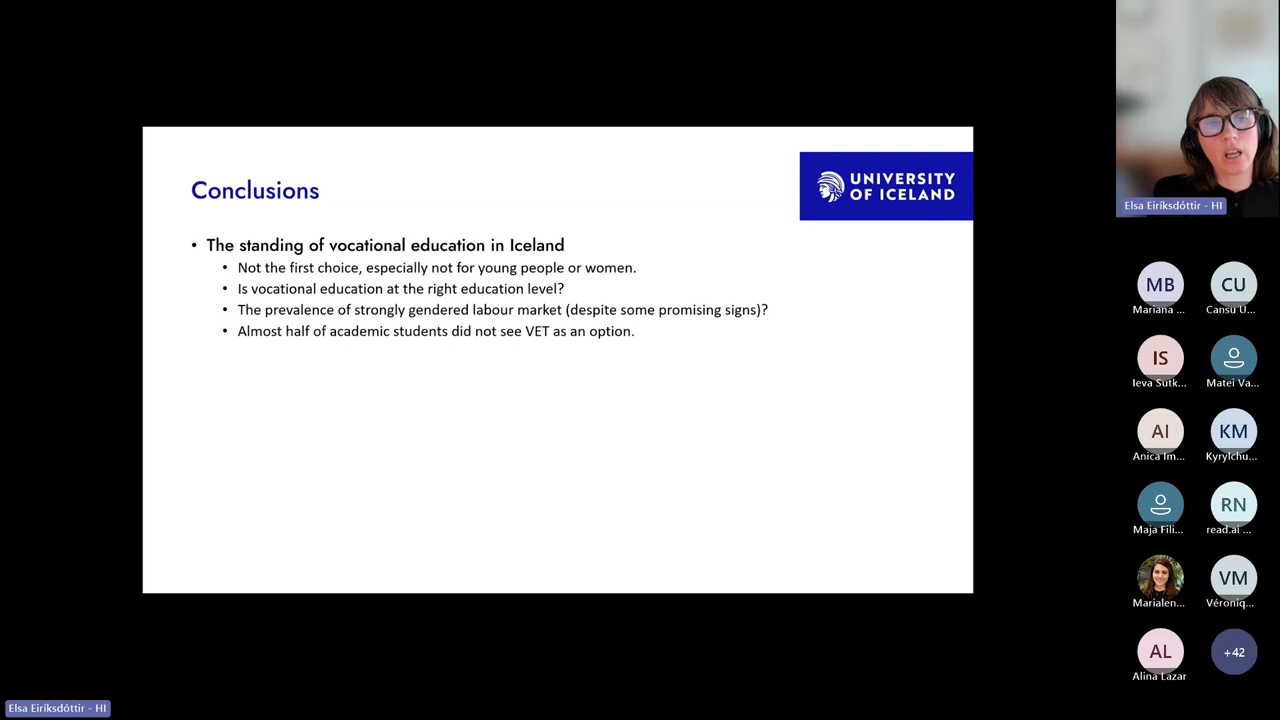 Conclusions
UNIVERSITY
OF ICELAND
• The standing of vocational education in Iceland
• Not the first choice, especially not for young people or women.
• Is vocational education at the right education level?
• The prevalence of strongly gendered labour market (despite some promising signs)?
• Almost half of academic students did not see VET as an option.
Elsa Eiríksdóttir - HI
MB
CU
Mariana ...
Cansu U...
IS
Ieva Sutk...
Matei Va...
AI
KM
Anica Im...
Kyrylchu...
RN
Maja Fili...
read.ai ...
VM
Marialen...
Véroniq...
AL
+42
Alina Lazar
Elsa Eiríksdóttir - HI